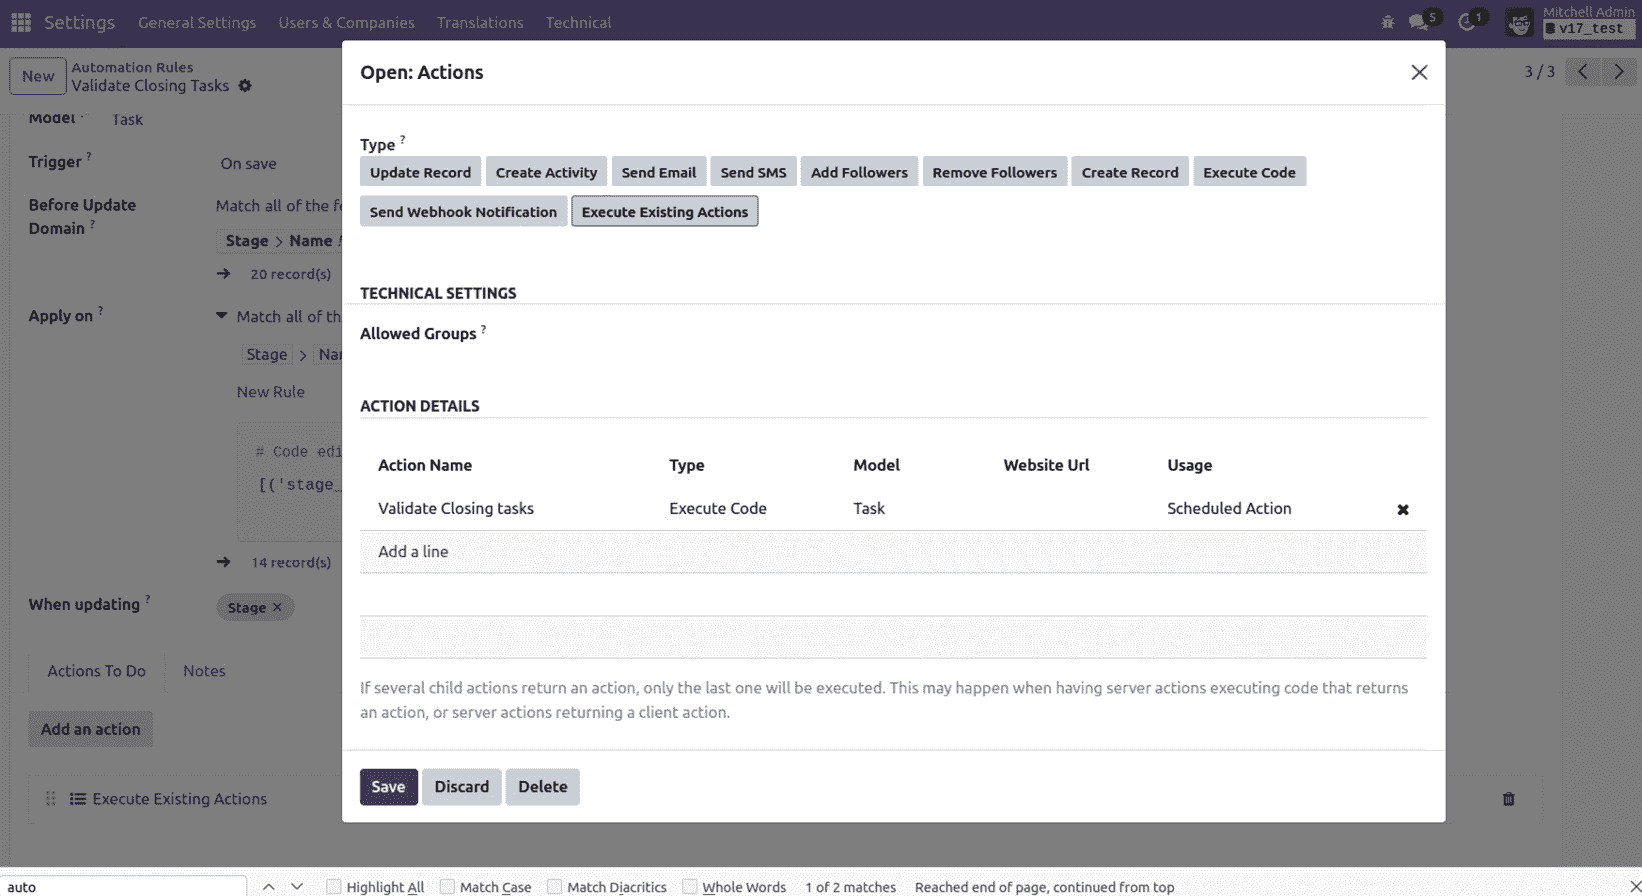 Settings General Settings Users & Companies Translations Technical 5 1 Mitchell Admin
v17_test
New Automation Rules
Validate Closing Tasks
3 / 3
Open: Actions
Model
Task
Trigger ?
On save
Before Update
Domain ?
Match all of the fo
Stage > Name
20 record(s)
Apply on ?
Match all of th
Stage > Nam
New Rule
# Code edi
[('stage_
14 record(s)
When updating ?
Stage ×
Actions To Do Notes
Add an action
Execute Existing Actions
Type ?
Update Record Create Activity Send Email Send SMS Add Followers Remove Followers Create Record Execute Code
Send Webhook Notification Execute Existing Actions
TECHNICAL SETTINGS
Allowed Groups ?
ACTION DETAILS
Action Name Type Model Website Url Usage
Validate Closing tasks Execute Code Task Scheduled Action
Add a line
If several child actions return an action, only the last one will be executed. This may happen when having server actions executing code that returns
an action, or server actions returning a client action.
Save Discard Delete
auto Highlight All Match Case Match Diacritics Whole Words 1 of 2 matches Reached end of page, continued from top